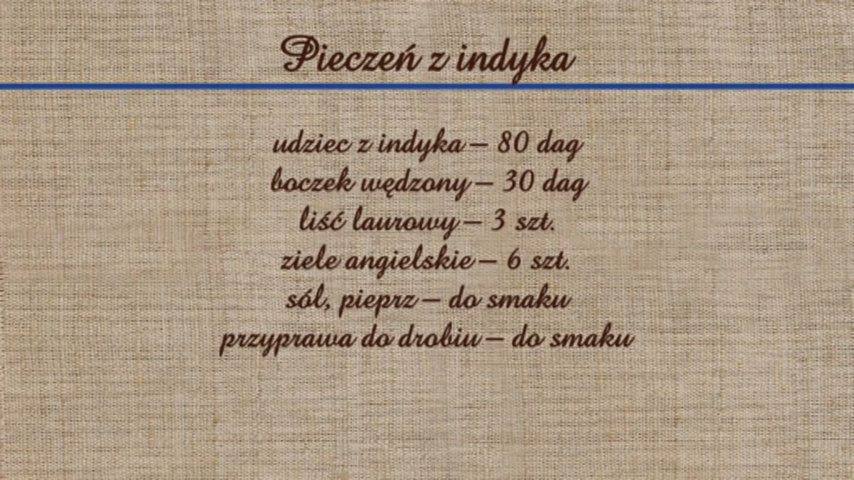 Pieczeń z indyka
udziec z indyka – 80 dag
boczek wędzony – 30 dag
liść laurowy – 3 szt.
ziele angielskie – 6 szt.
sól, pieprz – do smaku
przyprawa do drobiu – do smaku